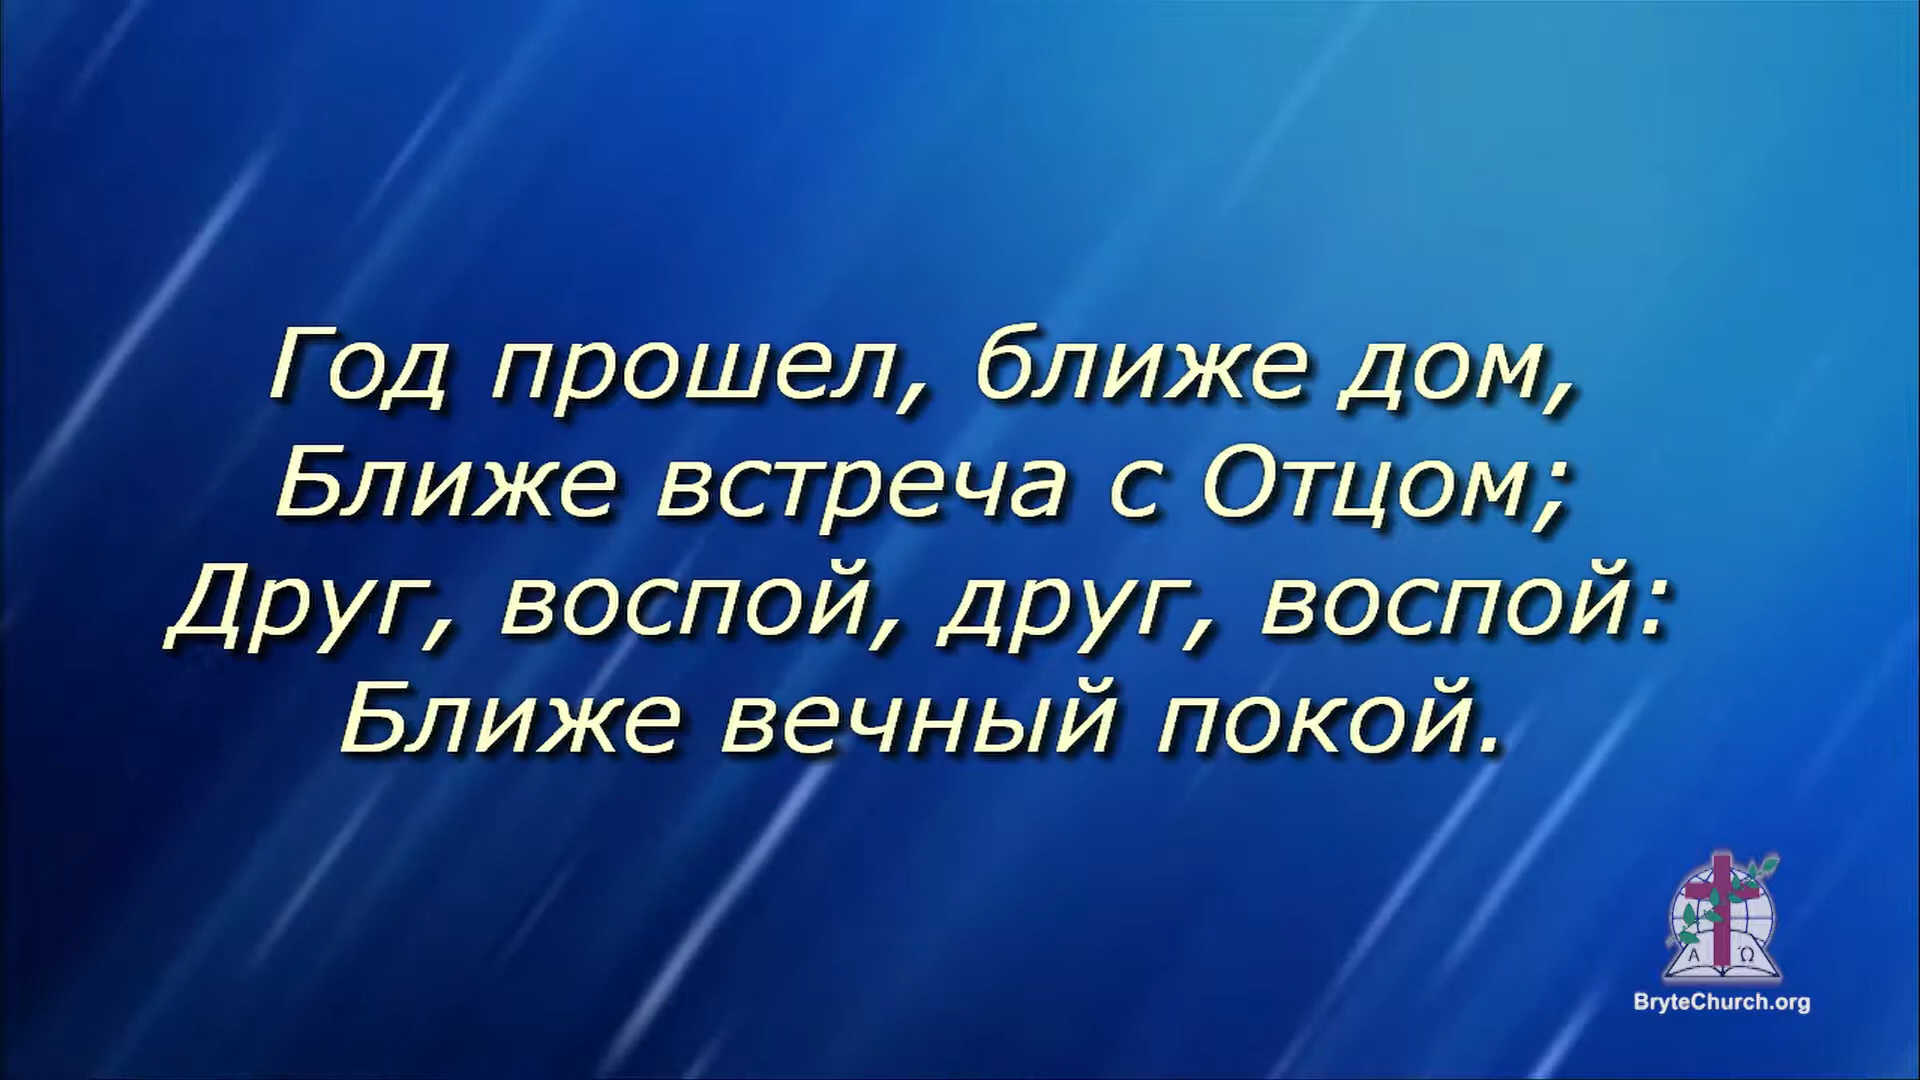 Год прошел, ближе дом,
Ближе встреча с Отцом;
Друг, воспой, друг, воспой:
Ближе вечный покой.
Α Ω
BryteChurch.org